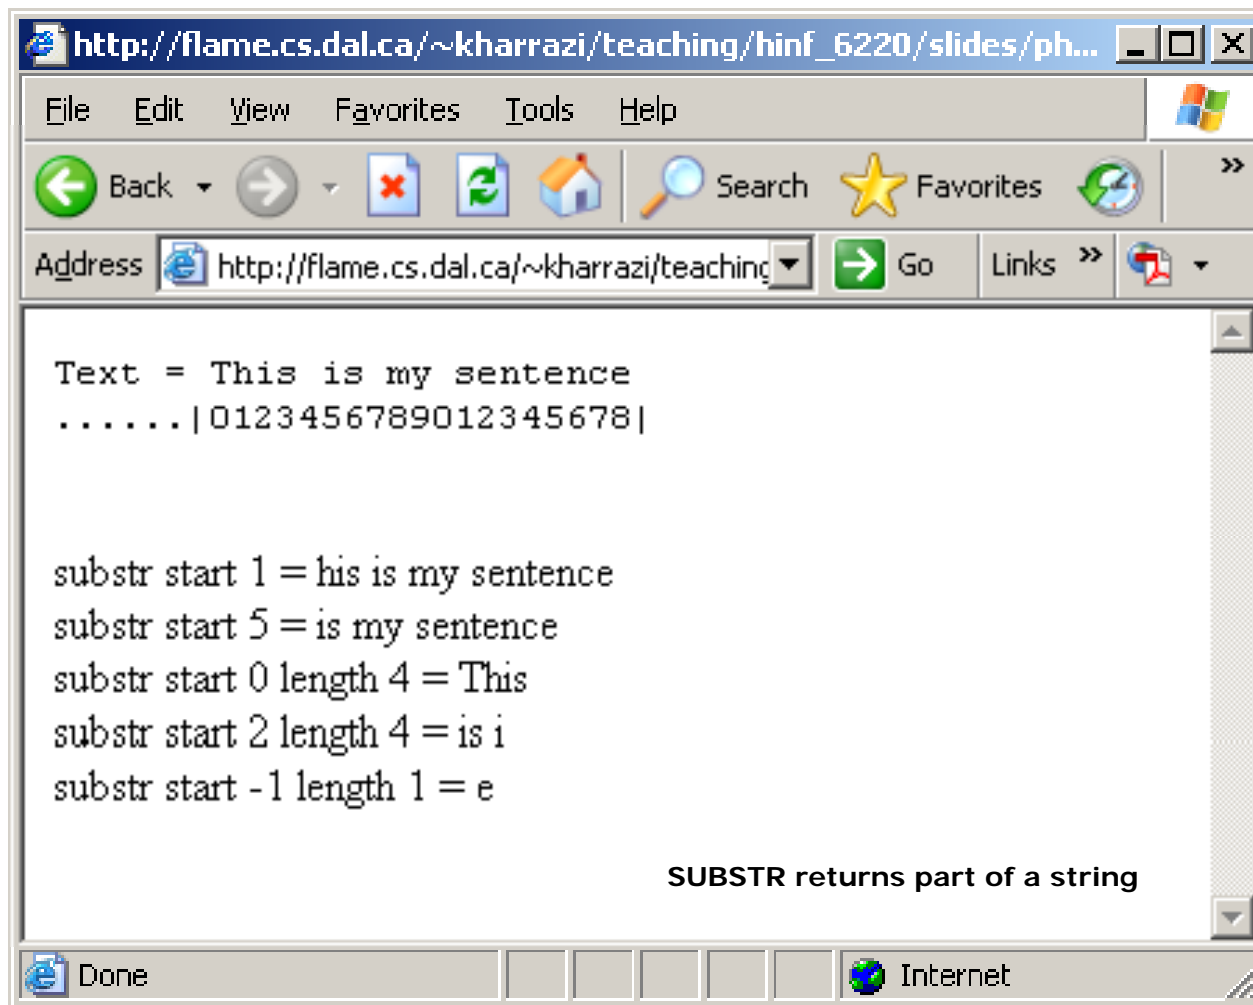 http://flame.cs.dal.ca/~kharrazi/teaching/hinf_6220/slides/ph...
File Edit View Favorites Tools Help
Back Search Favorites »
Address http://flame.cs.dal.ca/~kharrazi/teaching Go Links »
Text = This is my sentence
......|0123456789012345678|
substr start 1 = his is my sentence
substr start 5 = is my sentence
substr start 0 length 4 = This
substr start 2 length 4 = is i
substr start -1 length 1 = e
SUBSTR returns part of a string
Done Internet